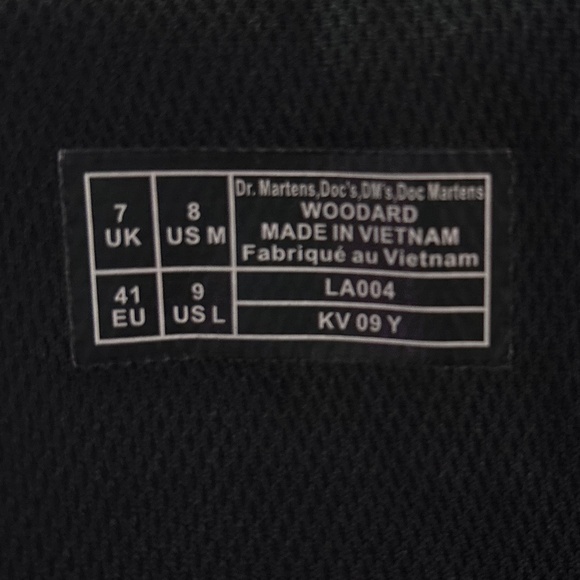 7
UK
8
US M
Dr. Martens,Doc's,DM's,Doc Martens
WOODARD
MADE IN VIETNAM
Fabriqué au Vietnam
41
EU
9
US L
LA004
KV 09 Y